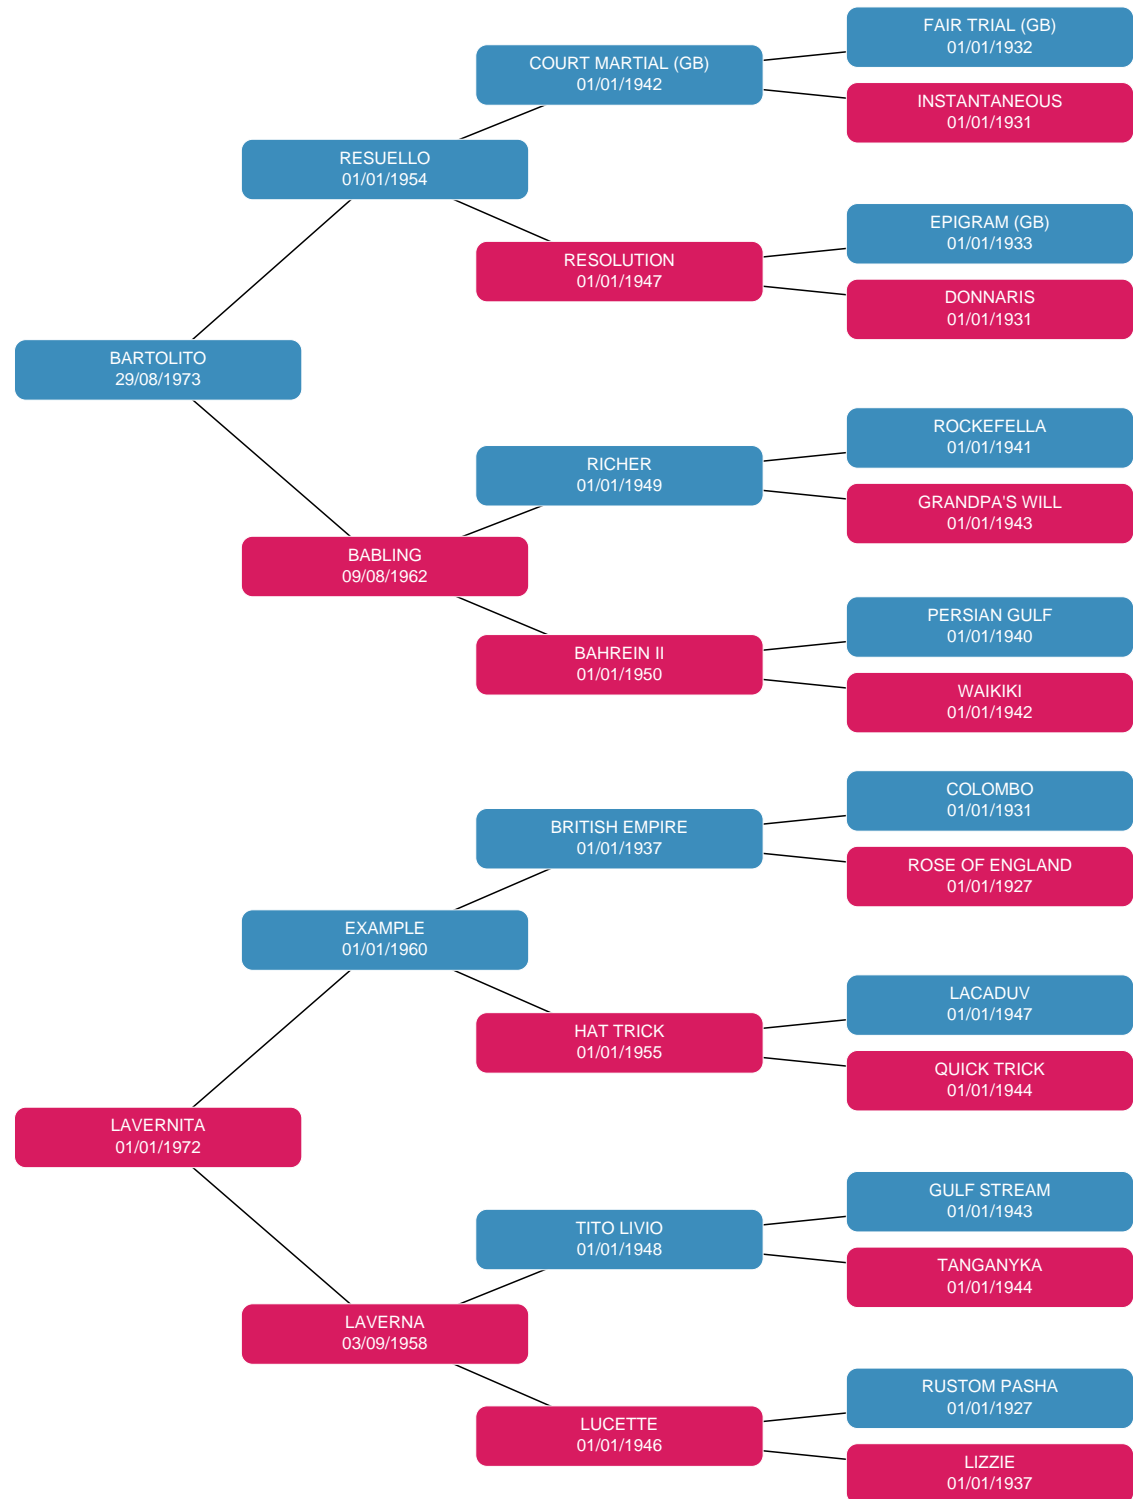 FAIR TRIAL (GB)
01/01/1932
COURT MARTIAL (GB)
01/01/1942
INSTANTANEOUS
01/01/1931
RESUELLO
01/01/1954
EPIGRAM (GB)
01/01/1933
RESOLUTION
01/01/1947
DONNARIS
01/01/1931
BARTOLITO
29/08/1973
ROCKEFELLA
01/01/1941
RICHER
01/01/1949
GRANDPA'S WILL
01/01/1943
BABLING
09/08/1962
PERSIAN GULF
01/01/1940
BAHREIN II
01/01/1950
WAIKIKI
01/01/1942
COLOMBO
01/01/1931
BRITISH EMPIRE
01/01/1937
ROSE OF ENGLAND
01/01/1927
EXAMPLE
01/01/1960
LACADUV
01/01/1947
HAT TRICK
01/01/1955
QUICK TRICK
01/01/1944
LAVERNITA
01/01/1972
GULF STREAM
01/01/1943
TITO LIVIO
01/01/1948
TANGANYKA
01/01/1944
LAVERNA
03/09/1958
RUSTOM PASHA
01/01/1927
LUCETTE
01/01/1946
LIZZIE
01/01/1937